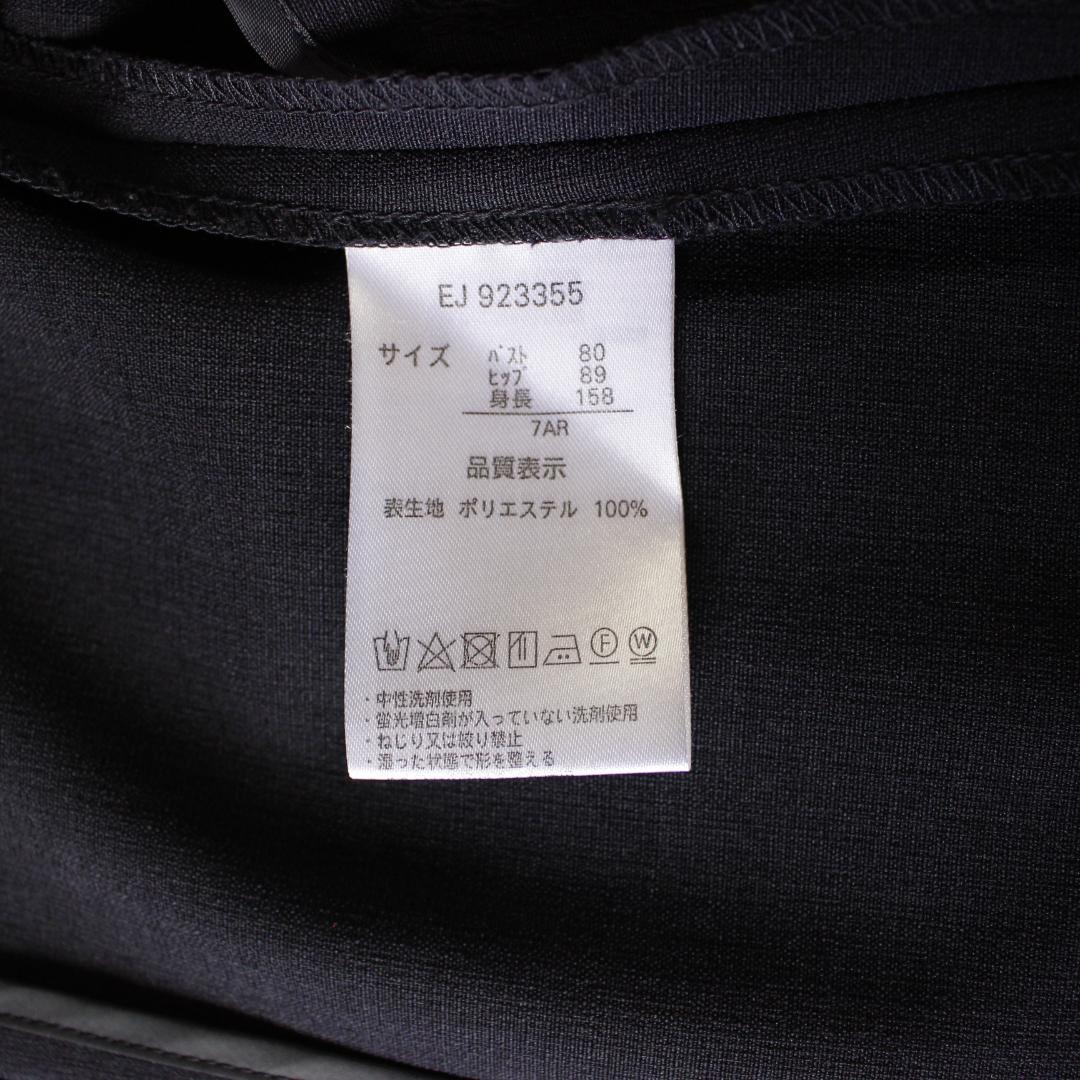 EJ 923355
サイズ バスト 80
ヒップ 89
身長 158
7AR
品質表示
表生地 ポリエステル 100%
F W
・中性洗剤使用
・蛍光増白剤が入っていない洗剤使用
・ねじり又は絞り禁止
・湿った状態で形を整える